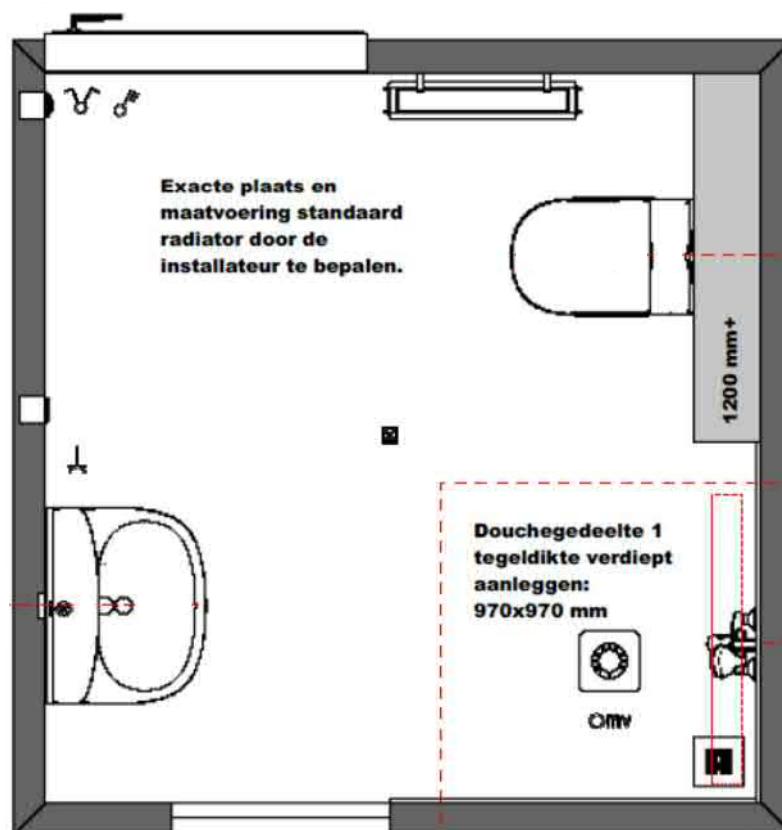 Exacte plaats en
maatvoering standaard
radiator door de
installateur te bepalen.
1200 mm+
Douchegedeelte 1
tegeldikte verdiept
aanleggen:
970x970 mm
mv